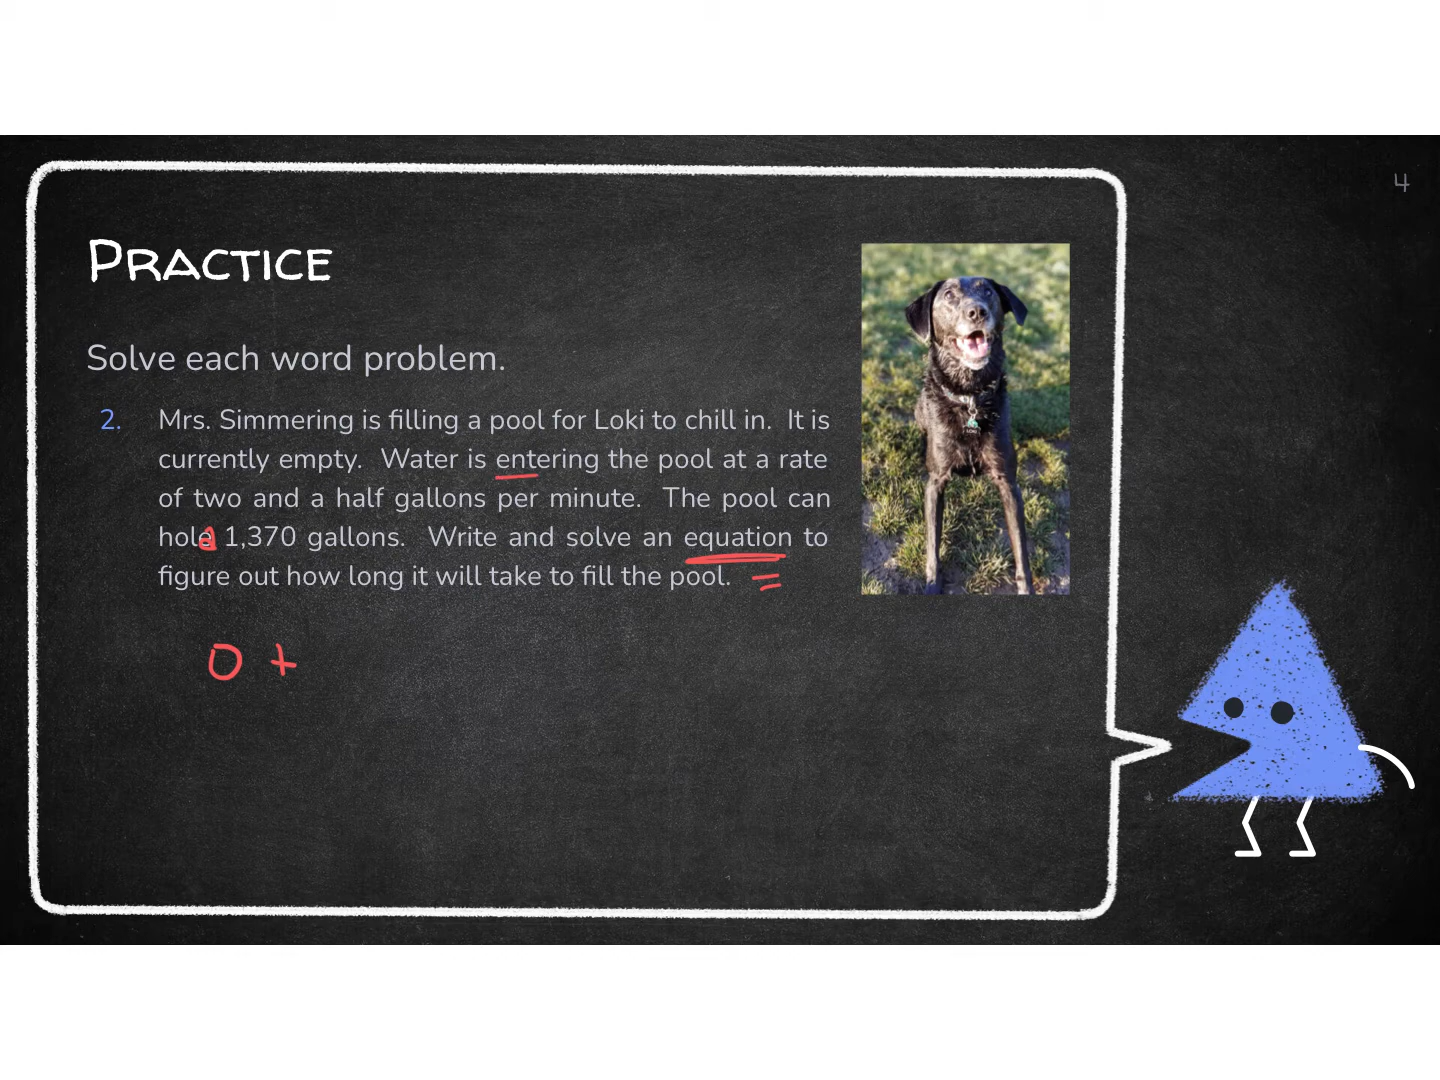 4
Practice
Solve each word problem.
2. Mrs. Simmering is filling a pool for Loki to chill in. It is
currently empty. Water is entering the pool at a rate
of two and a half gallons per minute. The pool can
hold 1,370 gallons. Write and solve an equation to
figure out how long it will take to fill the pool. =
0 +